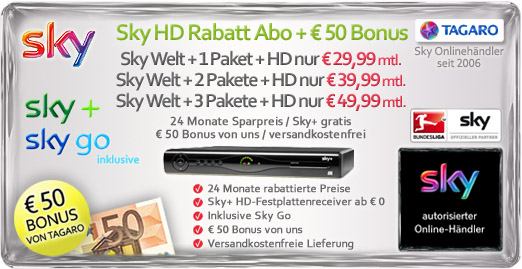 sky
Sky HD Rabatt Abo + € 50 Bonus
Sky Welt + 1 Paket + HD nur € 29,99 mtl.
Sky Welt + 2 Pakete + HD nur € 39,99 mtl.
Sky Welt + 3 Pakete + HD nur € 49,99 mtl.
24 Monate Sparpreis / Sky+ gratis
€ 50 Bonus von uns / versandkostenfrei
TAGARO
Sky Onlinehändler
seit 2006
sky +
sky go
inklusive
sky+
BUNDESLIGA
sky
OFFIZIELLER PARTNER
€ 50
BONUS
VON TAGARO
50
24 Monate rabattierte Preise
Sky+ HD-Festplattenreceiver ab € 0
Inklusive Sky Go
€ 50 Bonus von uns
Versandkostenfreie Lieferung
sky
autorisierter
Online-Händler